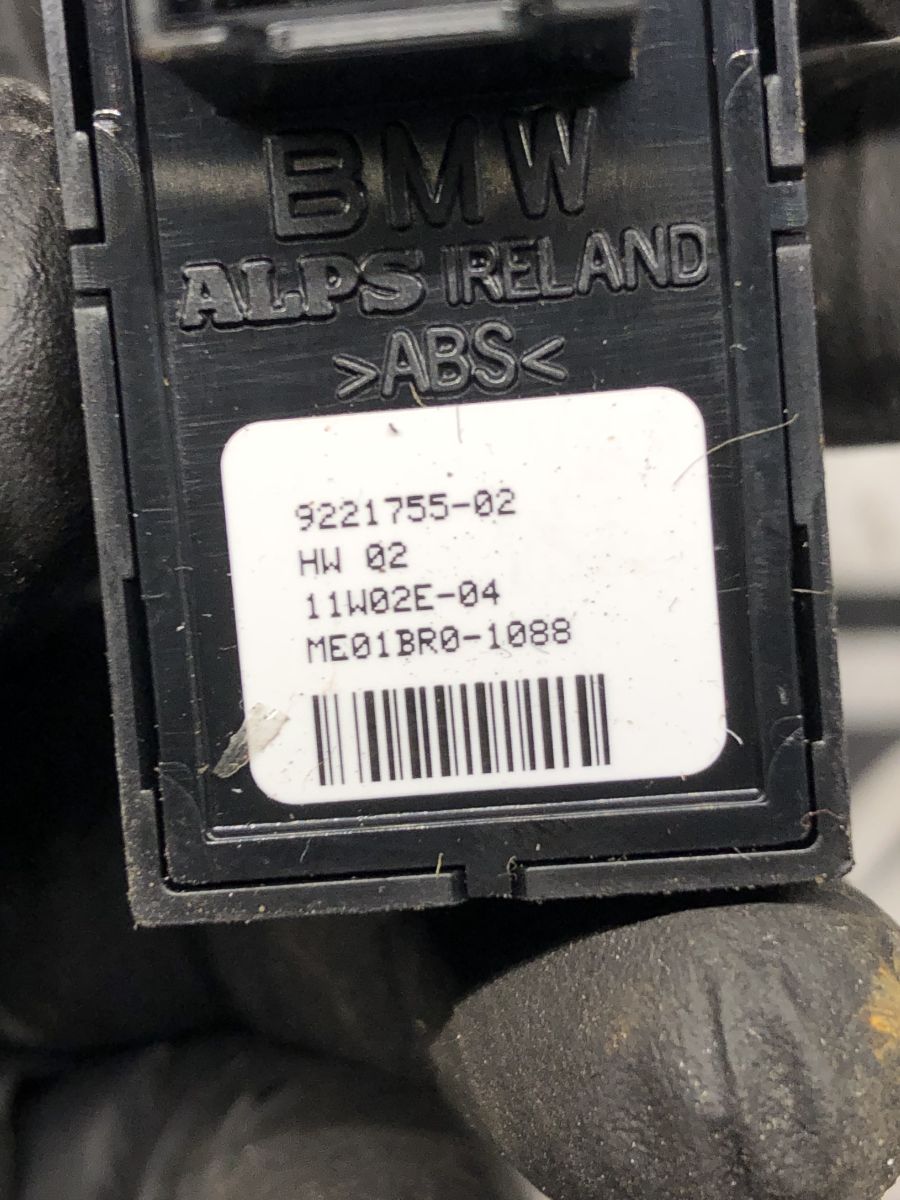 BMW
ALPS IRELAND
>ABS<
9221755-02
HW 02
11W02E-04
ME01BR0-1088